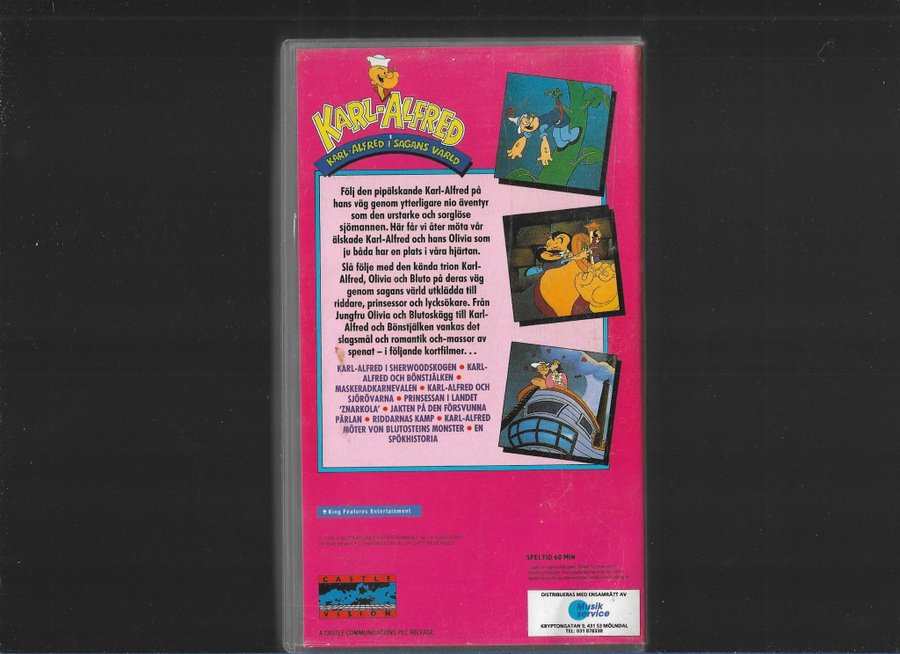 KARL-ALFRED
KARL-ALFRED I SAGANS VÄRLD
Följ den pipälskande Karl-Alfred på
hans väg genom ytterligare nio äventyr
som den urstarke och sorglöse
sjömannen. Här får vi åter möta vår
älskade Karl-Alfred och hans Olivia som
ju båda har en plats i våra hjärtan.
Slå följe med den kända trion Karl-
Alfred, Olivia och Bluto på deras väg
genom sagans värld utklädda till
riddare, prinsessor och lycksökare. Från
Jungfru Olivia och Blutoskägg till Karl-
Alfred och Bönstjälken vankas det
slagsmål och romantik och-massor av
spenat – i följande kortfilmer. . .
KARL-ALFRED I SHERWOODSKOGEN • KARL-
ALFRED OCH BÖNSTJÄLKEN •
MASKERADKARNEVALEN • KARL-ALFRED OCH
SJÖRÖVARNA • PRINSESSAN I LANDET
'ZNARKOLA' • JAKTEN PÅ DEN FÖRSVUNNA
PÄRLAN • RIDDARNAS KAMP • KARL-ALFRED
MÖTER VON BLUTOSTEINS MONSTER • EN
SPÖKHISTORIA
King Features Entertainment
SPELTID 60 MIN
CASTLE
VISION
A CASTLE COMMUNICATIONS PLC RELEASE
DISTRIBUERAS MED ENSAMRÄTT AV
Musik
service
KRYPTONGATAN 9, 431 53 MÖLNDAL
TEL: 031 878330